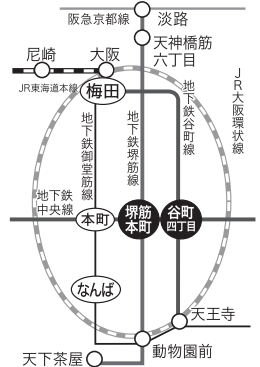 阪急京都線
淡路
天神橋筋
六丁目
尼崎
大阪
JR東海道本線
梅田
JR大阪環状線
地下鉄谷町線
地下鉄堺筋線
地下鉄御堂筋線
地下鉄
中央線
本町
堺筋
本町
谷町
四丁目
なんば
天王寺
動物園前
天下茶屋